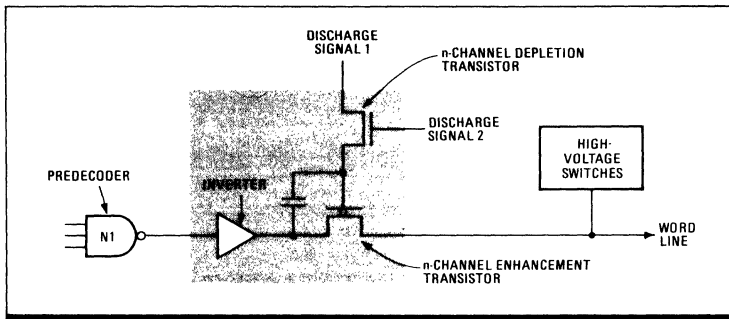 DISCHARGE
SIGNAL 1
n-CHANNEL DEPLETION
TRANSISTOR
DISCHARGE
SIGNAL 2
HIGH-
VOLTAGE
SWITCHES
PREDECODER
INVERTER
N1
WORD
LINE
n-CHANNEL ENHANCEMENT
TRANSISTOR